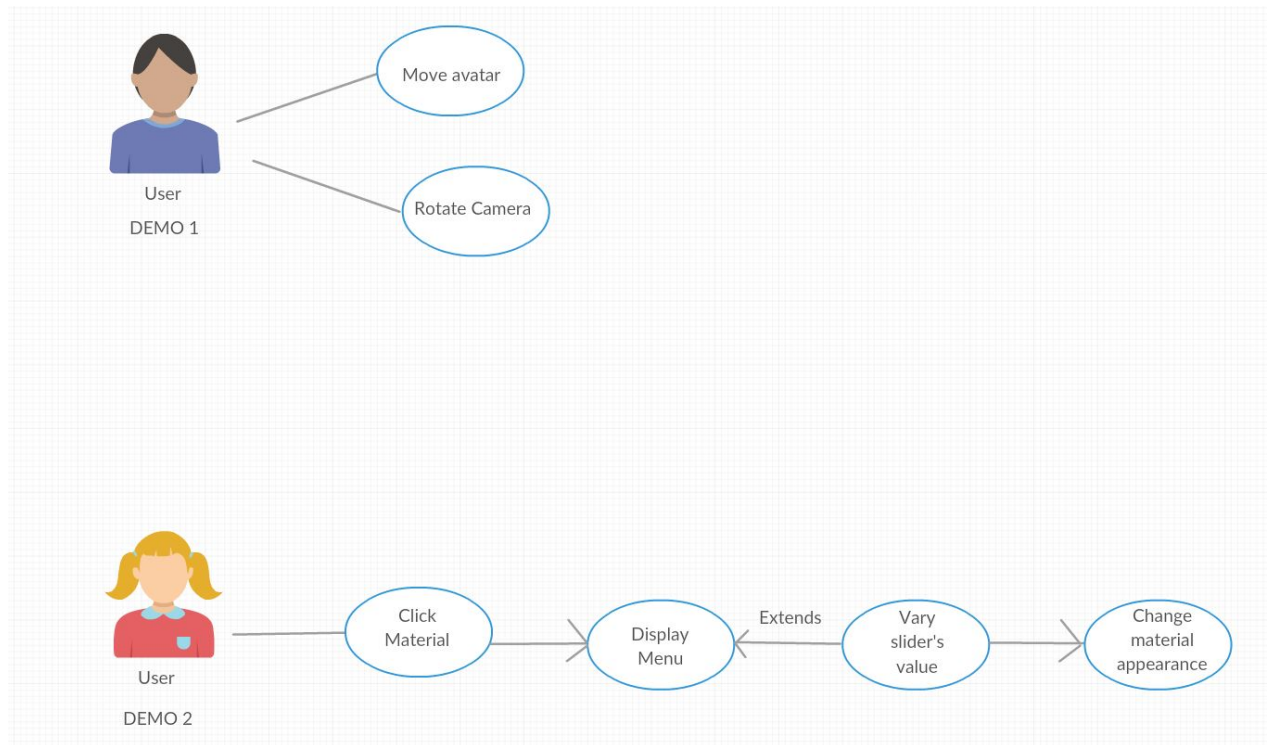 Move avatar
Rotate Camera
User
DEMO 1
Click
Material
Display
Menu
Extends
Vary
slider's
value
Change
material
appearance
User
DEMO 2